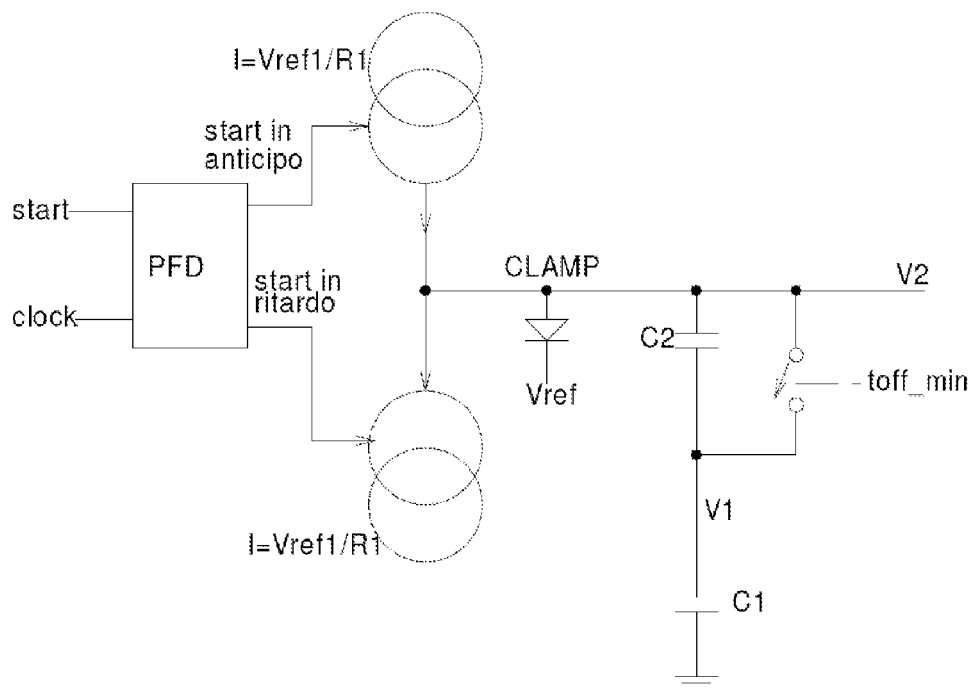 I=Vref1/R1
start in
anticipo
start
PFD
start in
ritardo
clock
CLAMP
V2
C2
Vref
toff_min
V1
I=Vref1/R1
C1